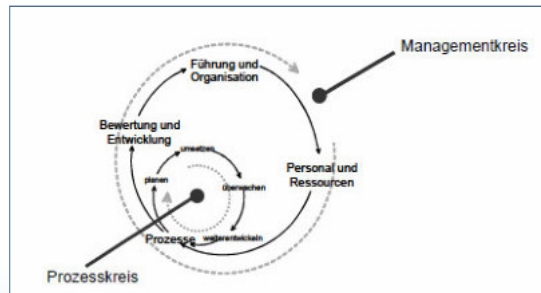 Managementkreis
Führung und
Organisation
Bewertung und
Entwicklung
umsetzen
planen
überwachen
Personal und
Ressourcen
Prozesse
weiterentwickeln
Prozesskreis